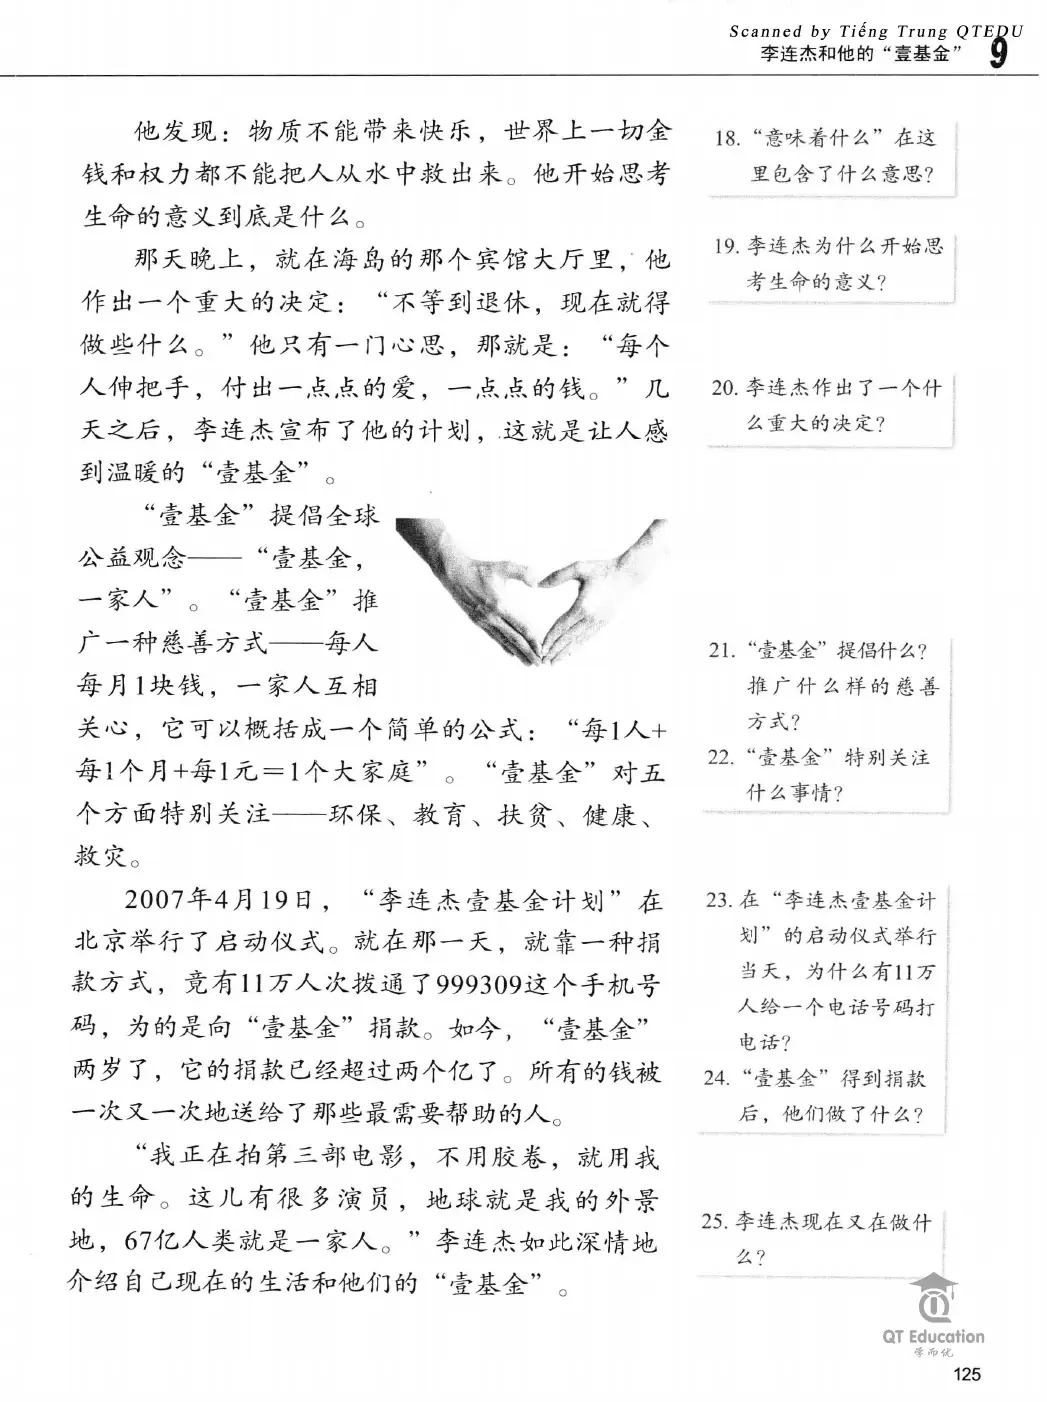 Scanned by Tiếng Trung QTEDU
李连杰和他的“壹基金” 9
他发现：物质不能带来快乐，世界上一切金
钱和权力都不能把人从水中救出来。他开始思考
生命的意义到底是什么。
那天晚上，就在海岛的那个宾馆大厅里，他
作出一个重大的决定：“不等到退休，现在就得
做些什么。”他只有一门心思，那就是：“每个
人伸把手，付出一点点的爱，一点点的钱。”几
天之后，李连杰宣布了他的计划，这就是让人感
到温暖的“壹基金”。
“壹基金”提倡全球
公益观念——“壹基金，
一家人”。“壹基金”推
广一种慈善方式——每人
每月1块钱，一家人互相
关心，它可以概括成一个简单的公式：“每1人+
每1个月+每1元＝1个大家庭”。“壹基金”对五
个方面特别关注——环保、教育、扶贫、健康、
救灾。
2007年4月19日，“李连杰壹基金计划”在
北京举行了启动仪式。就在那一天，就靠一种捐
款方式，竟有11万人次拨通了999309这个手机号
码，为的是向“壹基金”捐款。如今，“壹基金”
两岁了，它的捐款已经超过两个亿了。所有的钱被
一次又一次地送给了那些最需要帮助的人。
“我正在拍第三部电影，不用胶卷，就用我
的生命。这儿有很多演员，地球就是我的外景
地，67亿人类就是一家人。”李连杰如此深情地
介绍自己现在的生活和他们的“壹基金”。
18. “意味着什么”在这
里包含了什么意思？
19. 李连杰为什么开始思
考生命的意义？
20. 李连杰作出了一个什
么重大的决定？
21. “壹基金”提倡什么？
推广什么样的慈善
方式？
22. “壹基金”特别关注
什么事情？
23. 在“李连杰壹基金计
划”的启动仪式举行
当天，为什么有11万
人给一个电话号码打
电话？
24. “壹基金”得到捐款
后，他们做了什么？
25. 李连杰现在又在做什
么？
QT Education
学而优
125